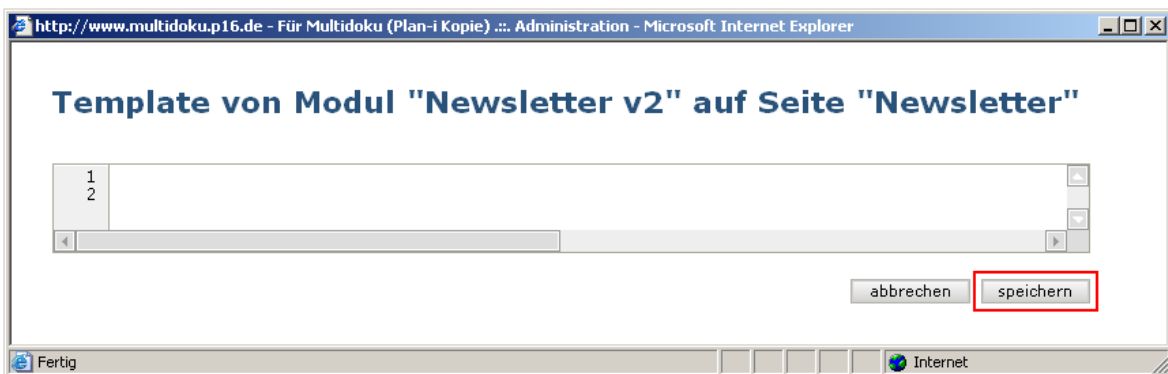 http://www.multidoku.p16.de - Für Multidoku (Plan-i Kopie) .::. Administration - Microsoft Internet Explorer
Template von Modul "Newsletter v2" auf Seite "Newsletter"
1
2
abbrechen
speichern
Fertig
Internet